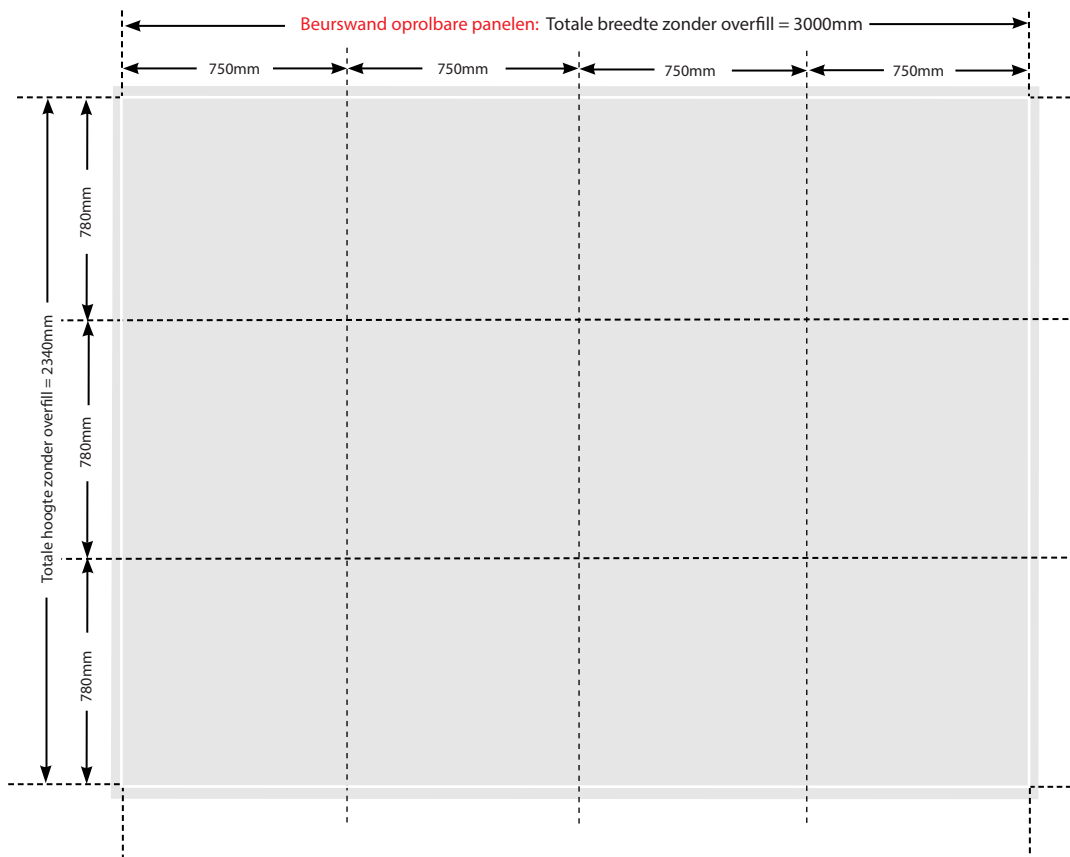 Beurswand oprolbare panelen: Totale breedte zonder overfill = 3000mm
750mm
750mm
750mm
750mm
780mm
Totale hoogte zonder overfill = 2340mm
780mm
780mm